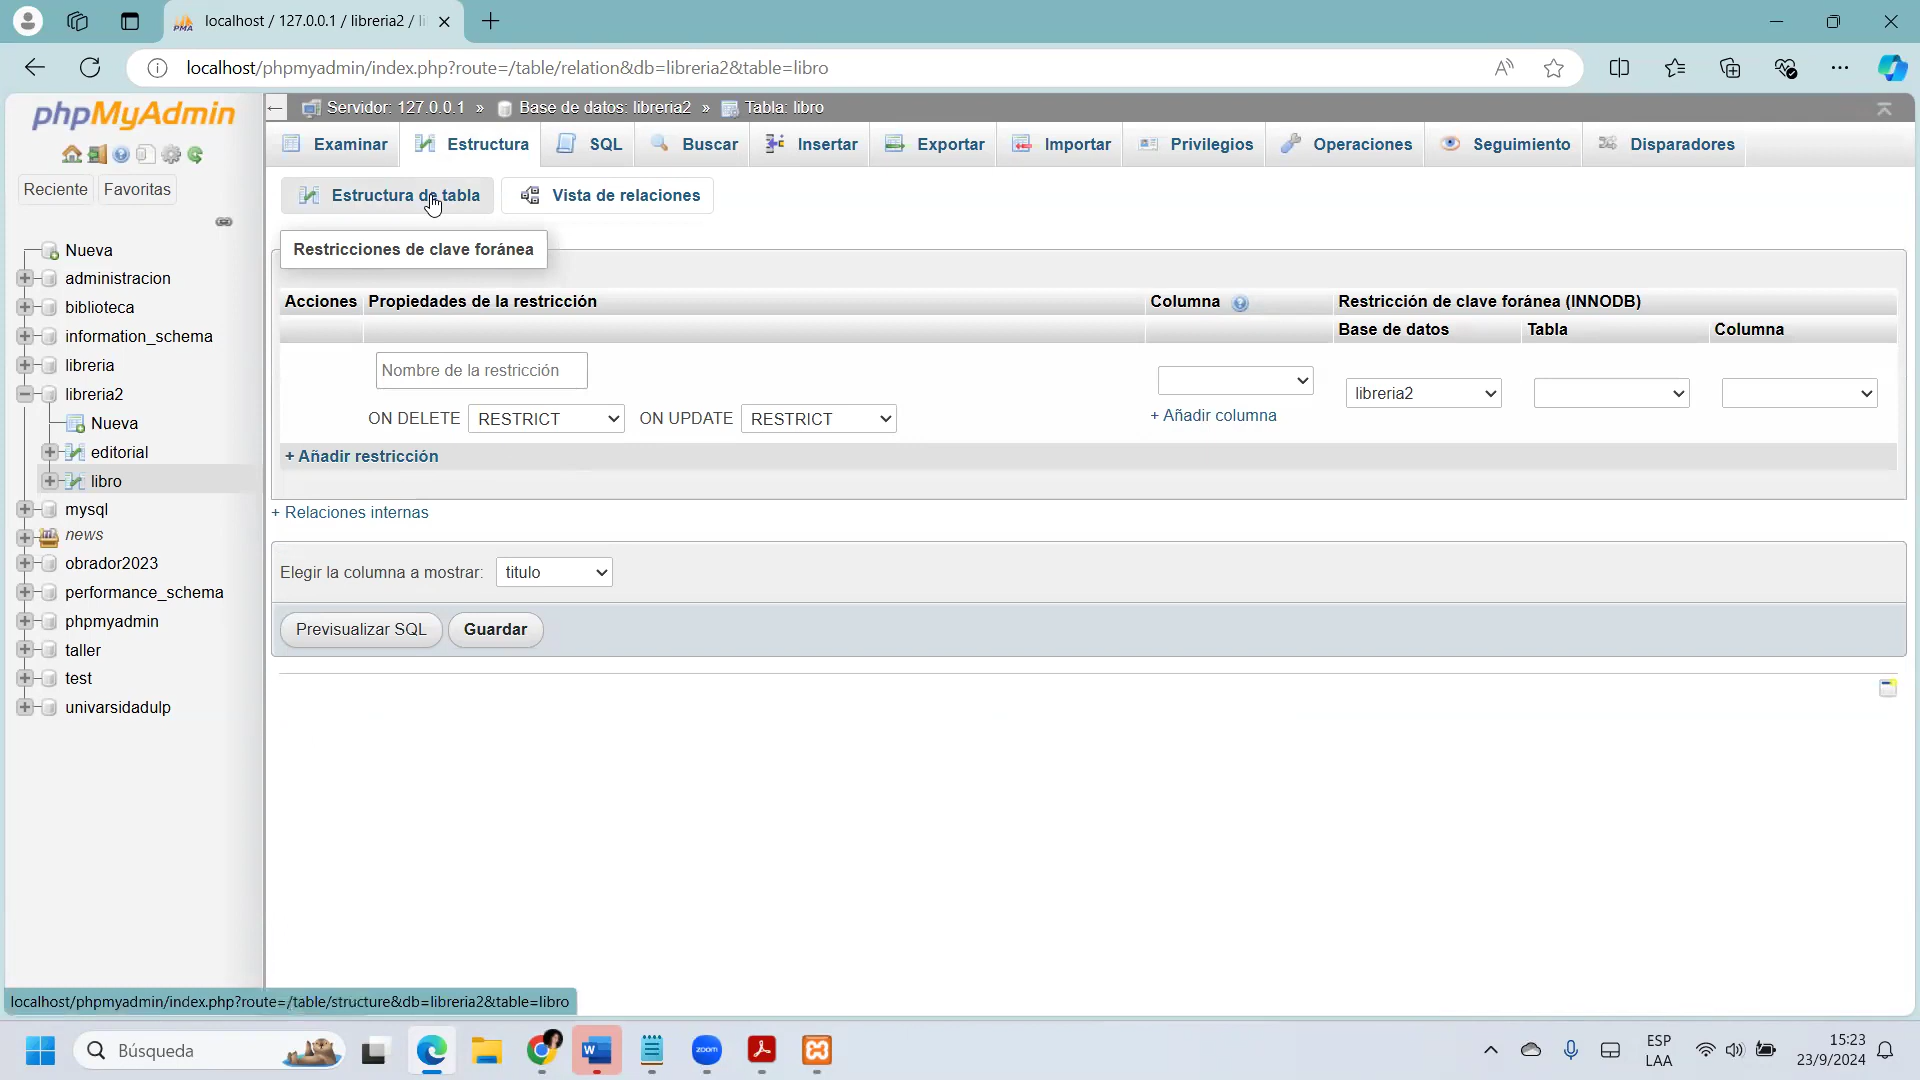 localhost / 127.0.0.1 / libreria2 / li
localhost/phpmyadmin/index.php?route=/table/relation&db=libreria2&table=libro
phpMyAdmin
Reciente
Favoritas
Nueva
administracion
biblioteca
information_schema
libreria
libreria2
Nueva
editorial
libro
mysql
news
obrador2023
performance_schema
phpmyadmin
taller
test
univarsidadulp
Servidor: 127.0.0.1 » Base de datos: libreria2 » Tabla: libro
Examinar Estructura SQL Buscar Insertar Exportar Importar Privilegios Operaciones Seguimiento Disparadores
Estructura de tabla Vista de relaciones
Restricciones de clave foránea
Acciones Propiedades de la restricción Columna Restricción de clave foránea (INNODB)
Base de datos Tabla Columna
Nombre de la restricción
libreria2
ON DELETE RESTRICT ON UPDATE RESTRICT
+ Añadir columna
+ Añadir restricción
+ Relaciones internas
Elegir la columna a mostrar: titulo
Previsualizar SQL Guardar
localhost/phpmyadmin/index.php?route=/table/structure&db=libreria2&table=libro
Búsqueda
zoom
ESP
LAA
15:23
23/9/2024